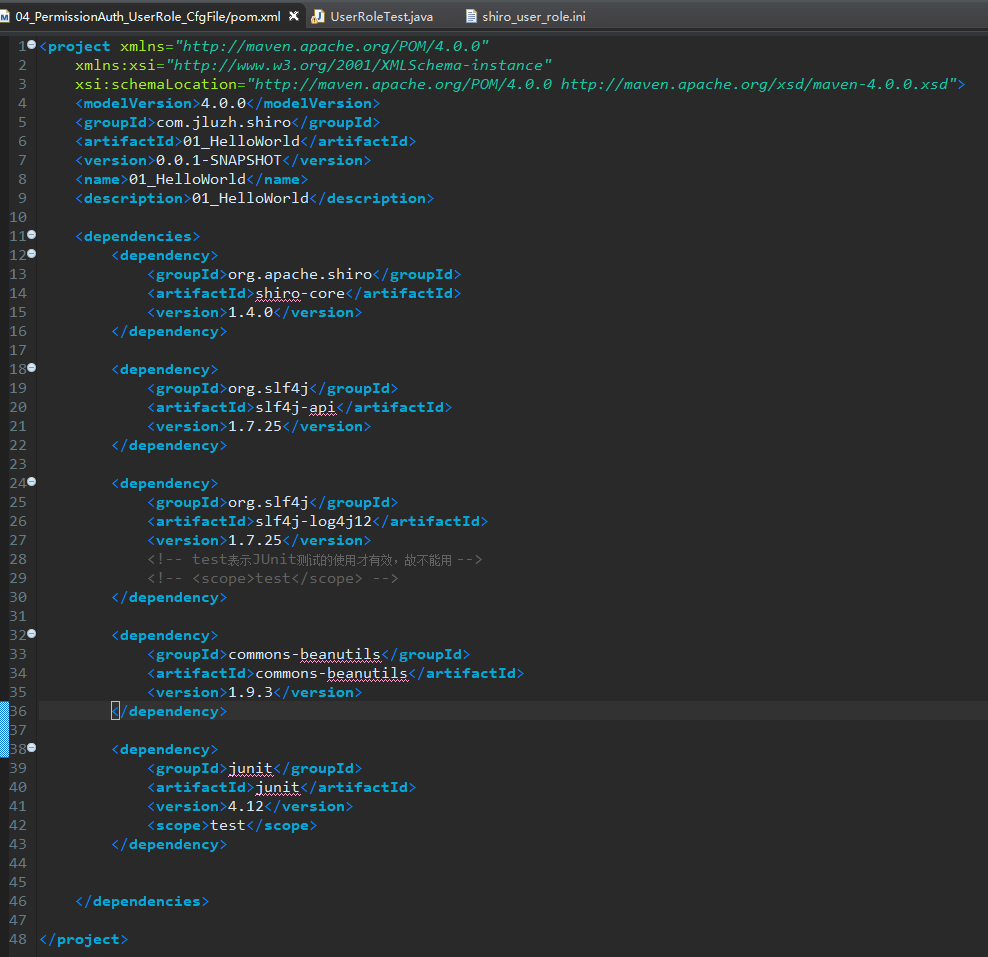 04_PermissionAuth_UserRole_CfgFile/pom.xml UserRoleTest.java shiro_user_role.ini
1 <project xmlns="http://maven.apache.org/POM/4.0.0"
2 xmlns:xsi="http://www.w3.org/2001/XMLSchema-instance"
3 xsi:schemaLocation="http://maven.apache.org/POM/4.0.0 http://maven.apache.org/xsd/maven-4.0.0.xsd">
4 <modelVersion>4.0.0</modelVersion>
5 <groupId>com.jluzh.shiro</groupId>
6 <artifactId>01_HelloWorld</artifactId>
7 <version>0.0.1-SNAPSHOT</version>
8 <name>01_HelloWorld</name>
9 <description>01_HelloWorld</description>
10
11 <dependencies>
12 <dependency>
13 <groupId>org.apache.shiro</groupId>
14 <artifactId>shiro-core</artifactId>
15 <version>1.4.0</version>
16 </dependency>
17
18 <dependency>
19 <groupId>org.slf4j</groupId>
20 <artifactId>slf4j-api</artifactId>
21 <version>1.7.25</version>
22 </dependency>
23
24 <dependency>
25 <groupId>org.slf4j</groupId>
26 <artifactId>slf4j-log4j12</artifactId>
27 <version>1.7.25</version>
28 <!-- test表示JUnit测试的使用才有效，故不能用 -->
29 <!-- <scope>test</scope> -->
30 </dependency>
31
32 <dependency>
33 <groupId>commons-beanutils</groupId>
34 <artifactId>commons-beanutils</artifactId>
35 <version>1.9.3</version>
36 </dependency>
37
38 <dependency>
39 <groupId>junit</groupId>
40 <artifactId>junit</artifactId>
41 <version>4.12</version>
42 <scope>test</scope>
43 </dependency>
44
45
46 </dependencies>
47
48 </project>